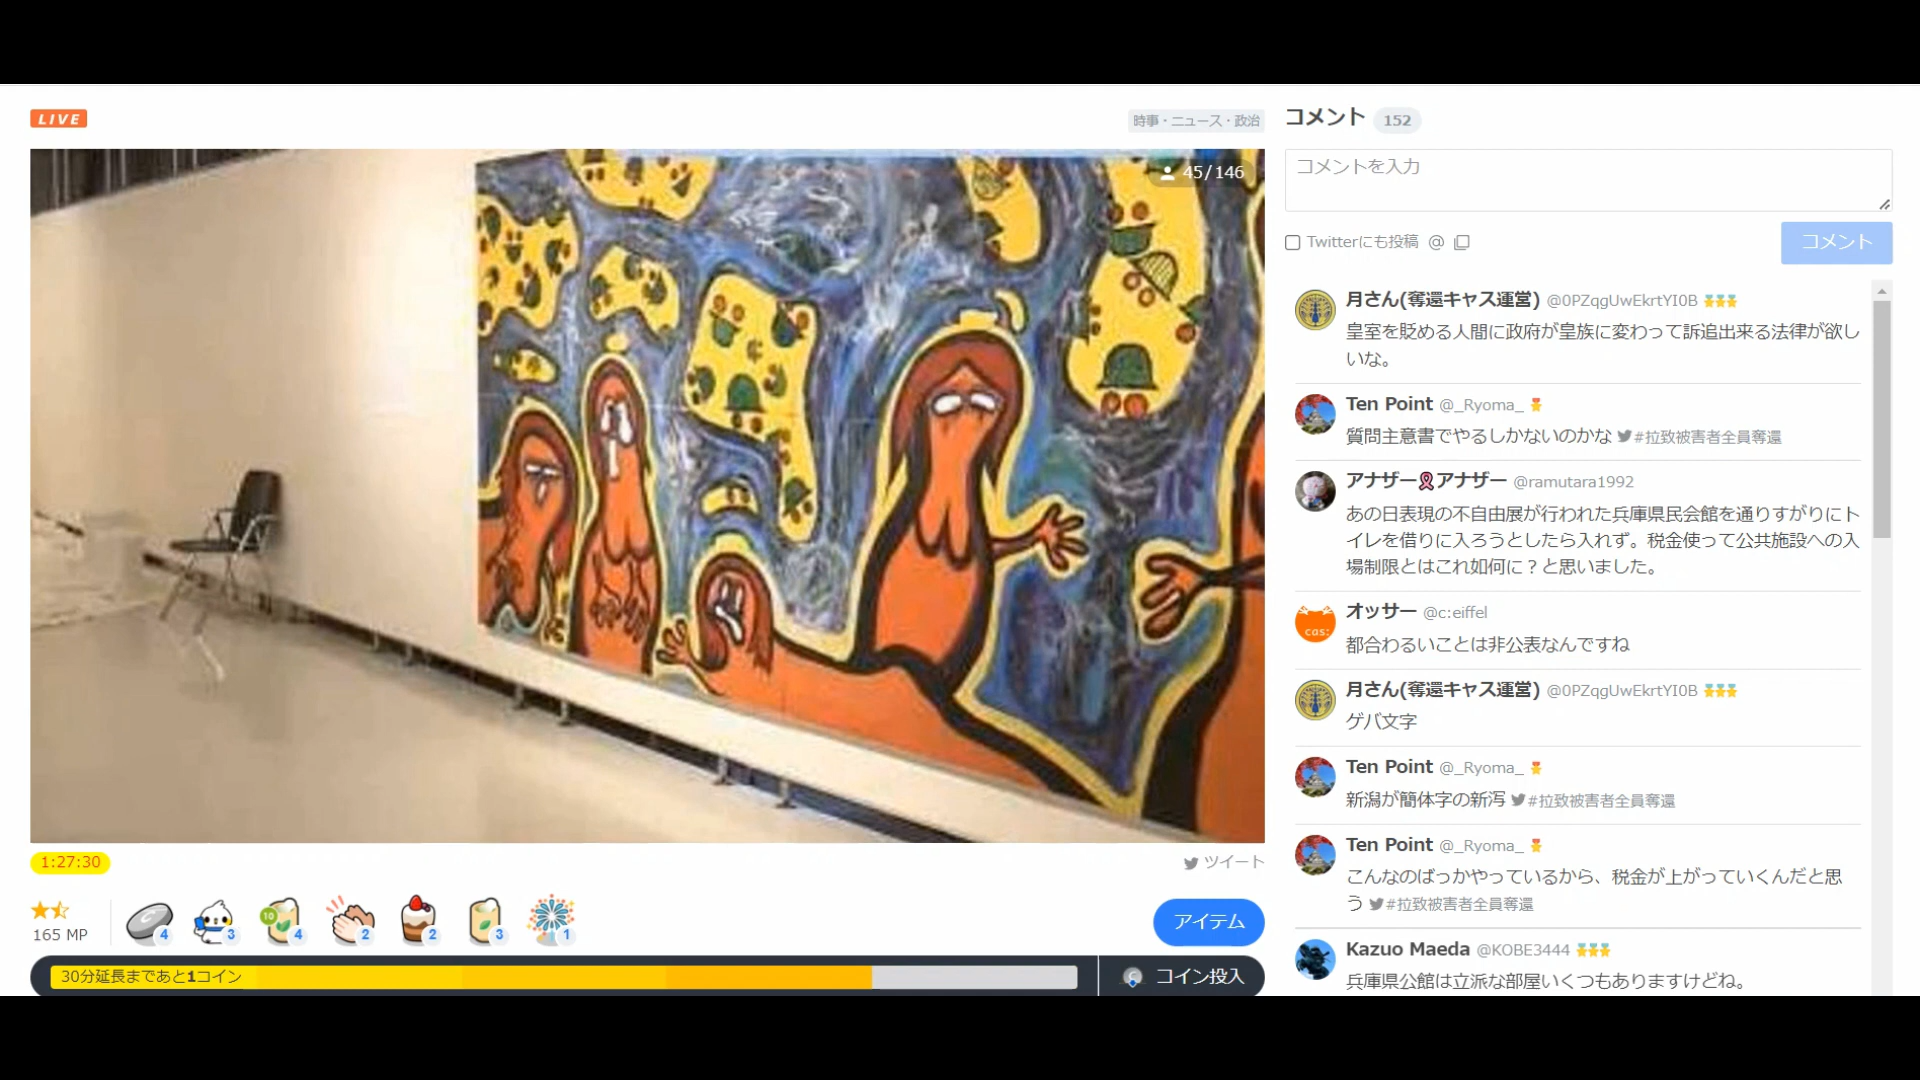 LIVE
時事・ニュース・政治
45/146
1:27:30
ツイート
165 MP
4
3
10
4
2
2
3
1
アイテム
30分延長まであと1コイン
コイン投入
コメント 152
コメントを入力
Twitterにも投稿 @
コメント
月さん(奪還キャス運営) @0PZqgUwEkrtYI0B
皇室を貶める人間に政府が皇族に変わって訴追出来る法律が欲し
いな。
Ten Point @_Ryoma_
質問主意書でやるしかないのかな #拉致被害者全員奪還
アナザー🎗アナザー @ramutara1992
あの日表現の不自由展が行われた兵庫県民会館を通りすがりにト
イレを借りに入ろうとしたら入れず。税金使って公共施設への入
場制限とはこれ如何に？と思いました。
cas:
オッサー @c:eiffel
都合わるいことは非公表なんですね
月さん(奪還キャス運営) @0PZqgUwEkrtYI0B
ゲバ文字
Ten Point @_Ryoma_
新潟が簡体字の新泻 #拉致被害者全員奪還
Ten Point @_Ryoma_
こんなのばっかやっているから、税金が上がっていくんだと思
う #拉致被害者全員奪還
Kazuo Maeda @KOBE3444
兵庫県公館は立派な部屋いくつもありますけどね。